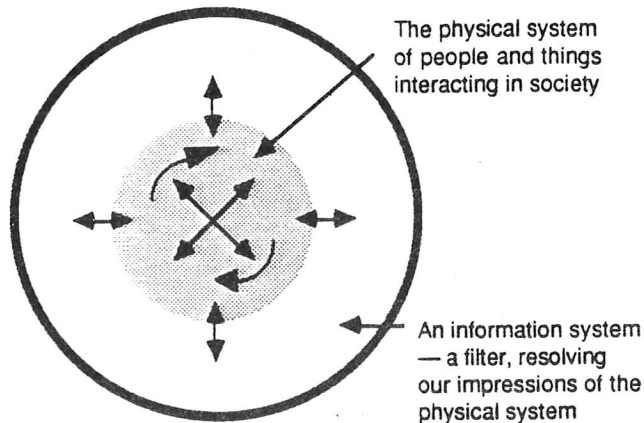 The physical system
of people and things
interacting in society
An information system
— a filter, resolving
our impressions of the
physical system